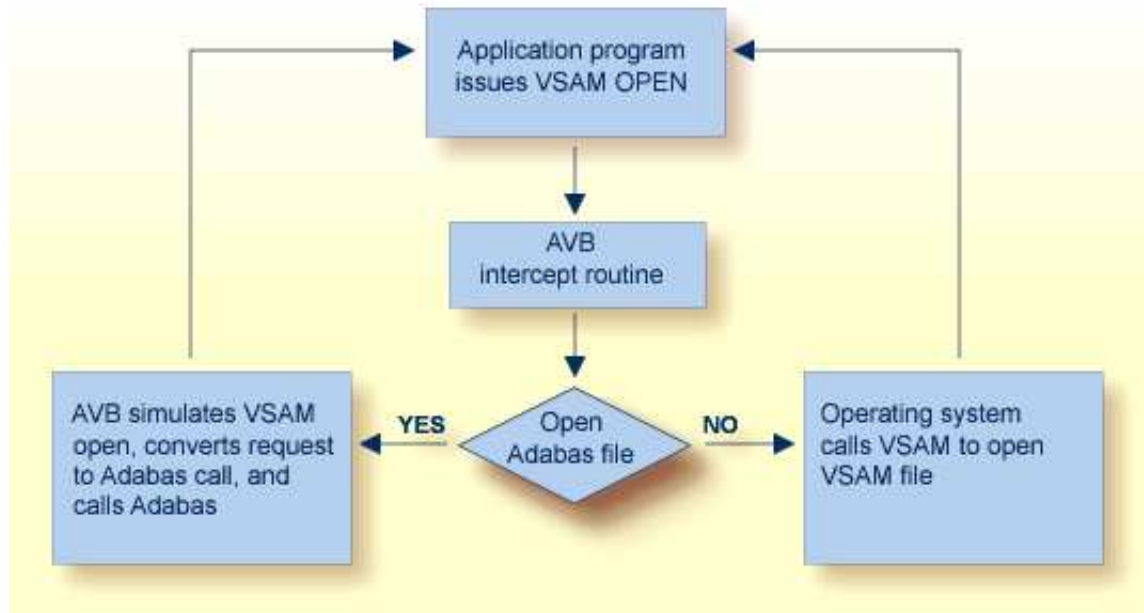 Application program
issues VSAM OPEN
AVB
intercept routine
AVB simulates VSAM
open, converts request
to Adabas call, and
calls Adabas
YES
Open
Adabas file
NO
Operating system
calls VSAM to open
VSAM file